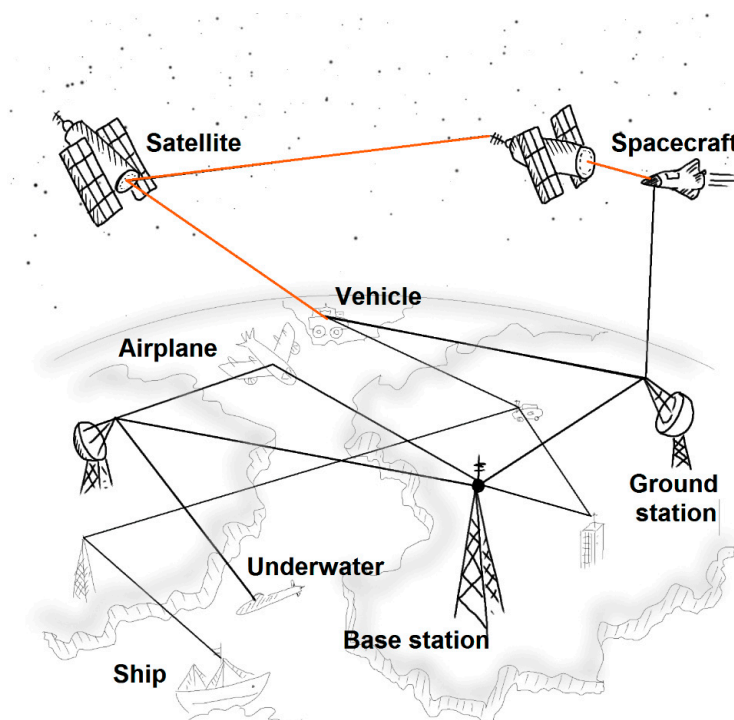 Satellite
Spacecraft
Vehicle
Airplane
Ground
station
Underwater
Base station
Ship